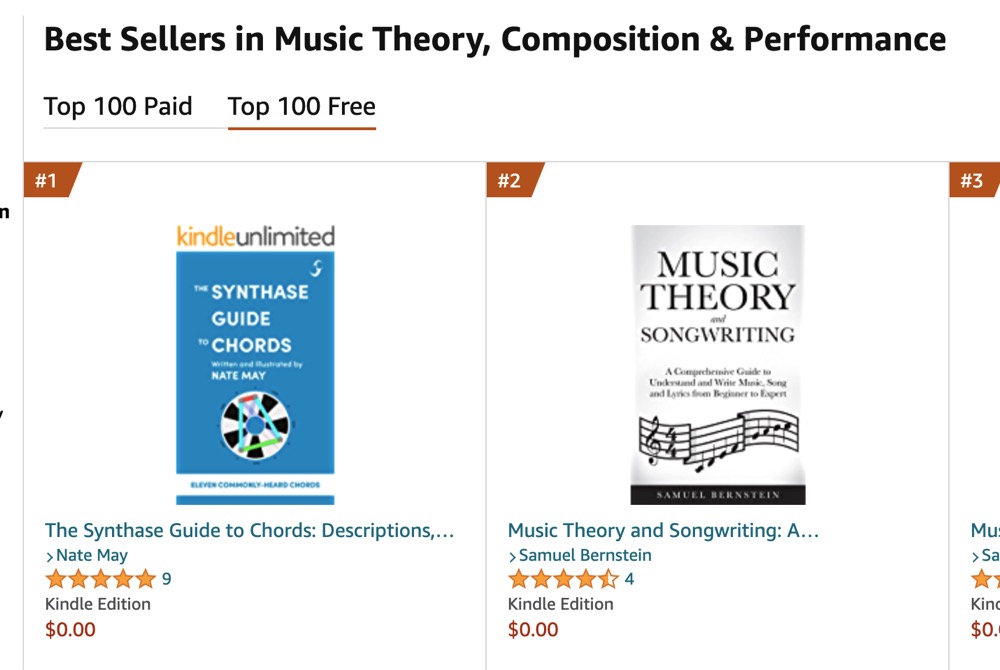 Best Sellers in Music Theory, Composition & Performance
Top 100 Paid
Top 100 Free
#1
kindleunlimited
THE SYNTHASE
GUIDE
TO CHORDS
Written and Illustrated by
NATE MAY
ELEVEN COMMONLY-HEARD CHORDS
The Synthase Guide to Chords: Descriptions,...
Nate May
9
Kindle Edition
$0.00
#2
MUSIC
THEORY
and
SONGWRITING
A Comprehensive Guide to
Understand and Write Music, Song
and Lyrics from Beginner to Expert
SAMUEL BERNSTEIN
Music Theory and Songwriting: A...
Samuel Bernstein
4
Kindle Edition
$0.00
#3
Mus
Sa
Kind
$0.
n